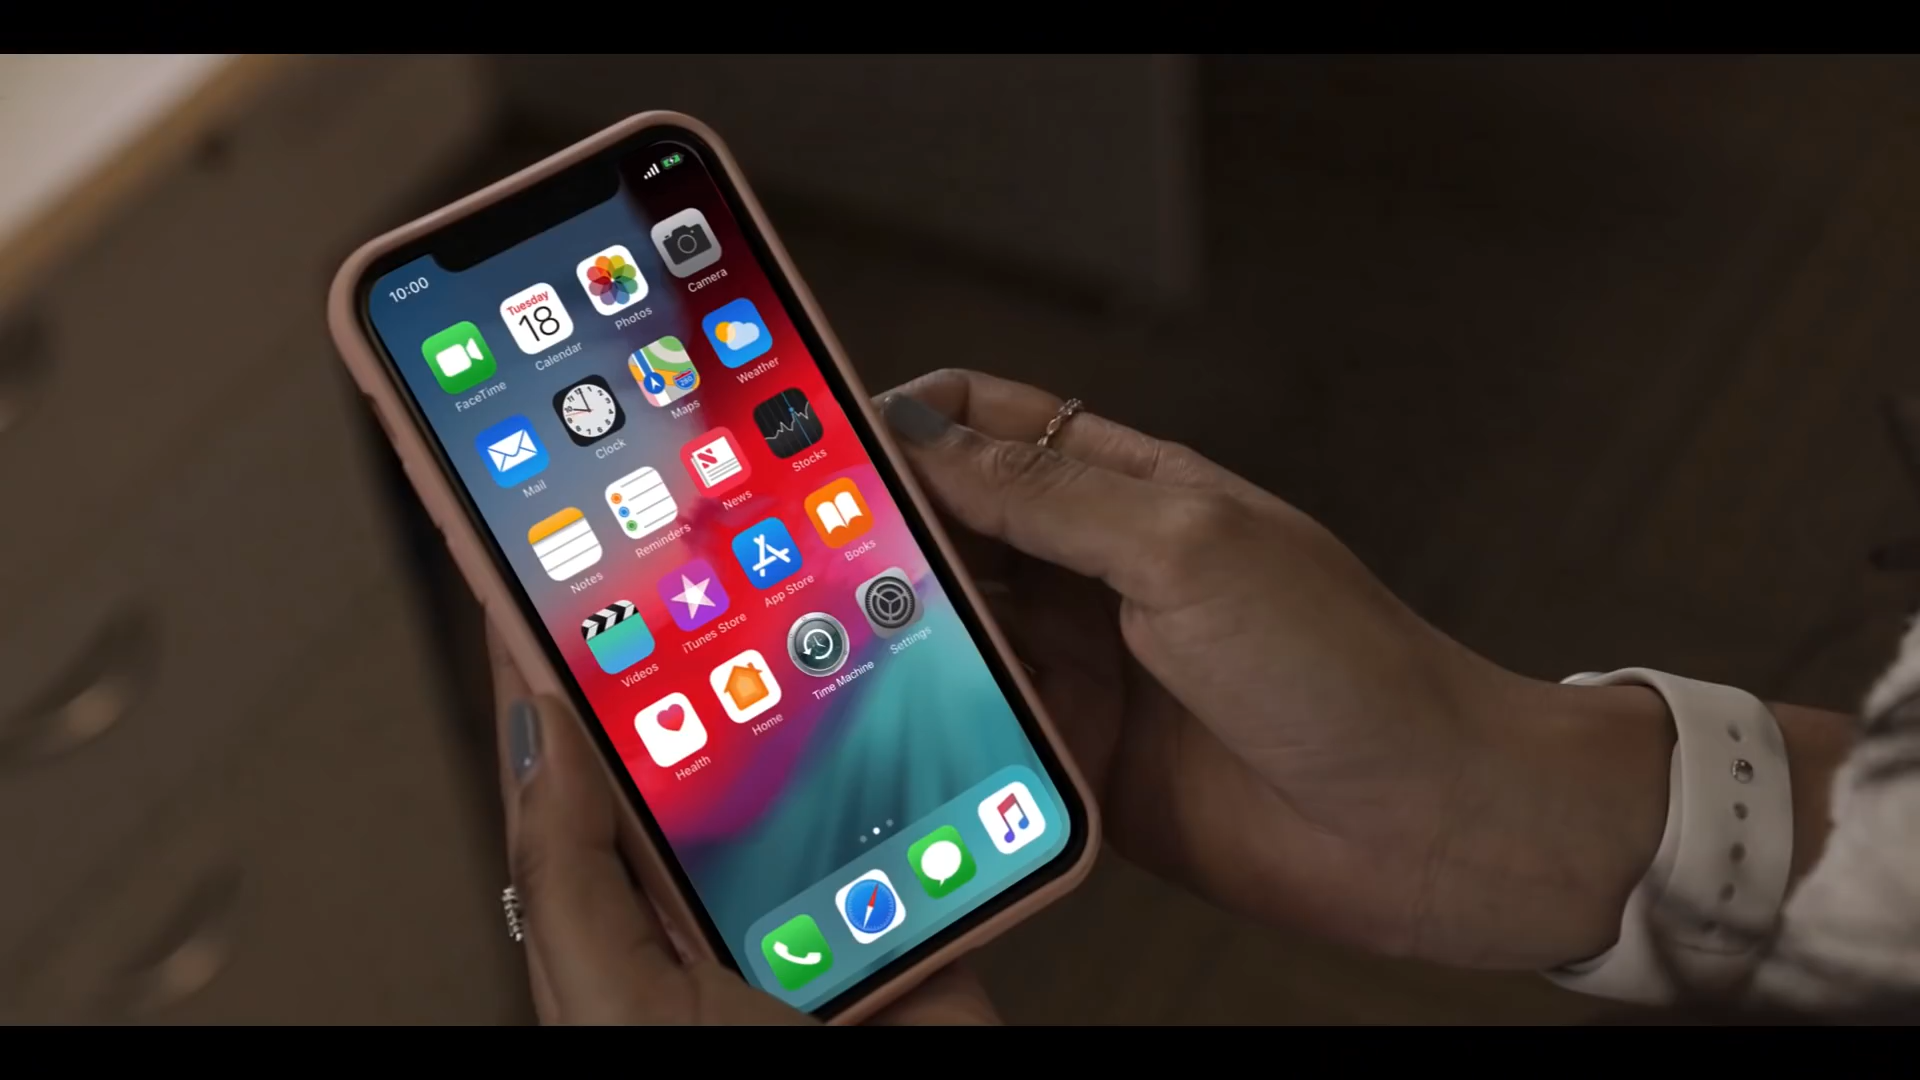 10:00
FaceTime
Tuesday
18
Calendar
Photos
Camera
Mail
Clock
Maps
Weather
Notes
Reminders
News
Stocks
Videos
iTunes Store
App Store
Books
Health
Home
Time Machine
Settings